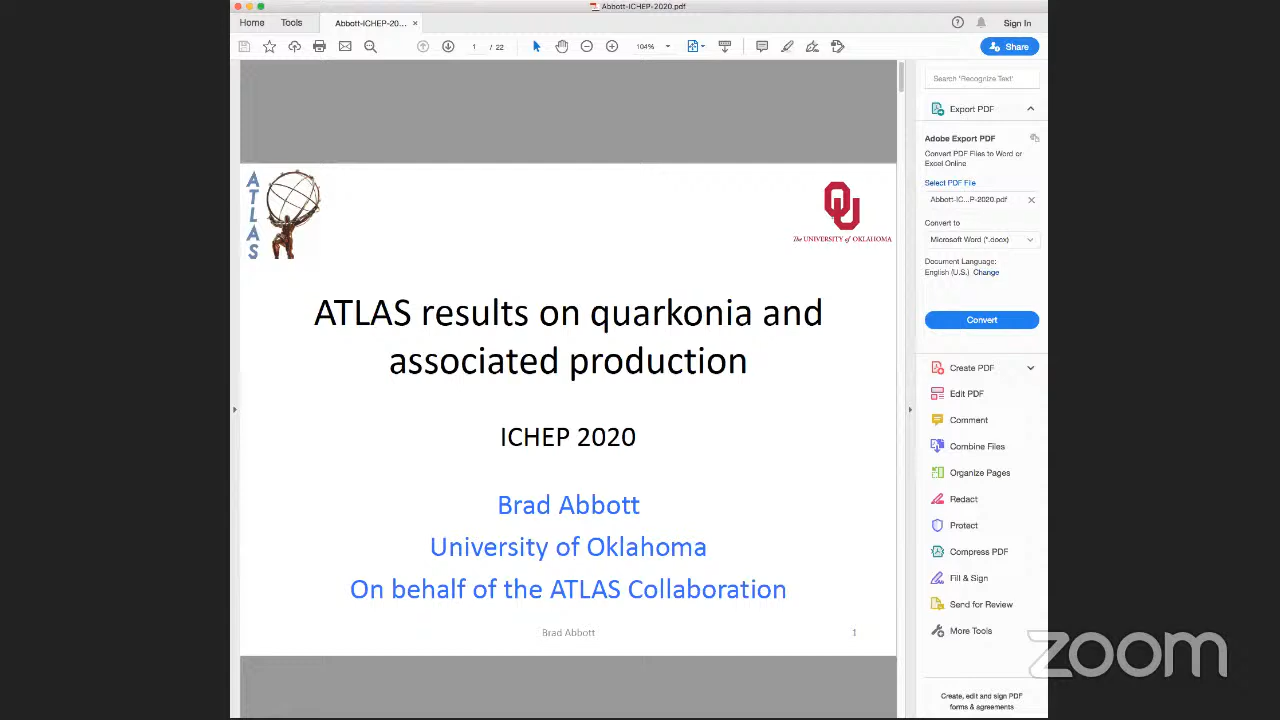 Abbott-ICHEP-2020.pdf
Home
Tools
Abbott-ICHEP-20...
Sign In
1 / 22
104%
Share
Search 'Recognize Text'
Export PDF
Adobe Export PDF
Convert PDF Files to Word or
Excel Online
Select PDF File
Abbott-IC...P-2020.pdf
Convert to
Microsoft Word (*.docx)
Document Language:
English (U.S.) Change
Convert
Create PDF
Edit PDF
Comment
Combine Files
Organize Pages
Redact
Protect
Compress PDF
Fill & Sign
Send for Review
More Tools
Create, edit and sign PDF
forms & agreements
ATLAS
OU
The UNIVERSITY of OKLAHOMA
ATLAS results on quarkonia and
associated production
ICHEP 2020
Brad Abbott
University of Oklahoma
On behalf of the ATLAS Collaboration
Brad Abbott
1
zoom